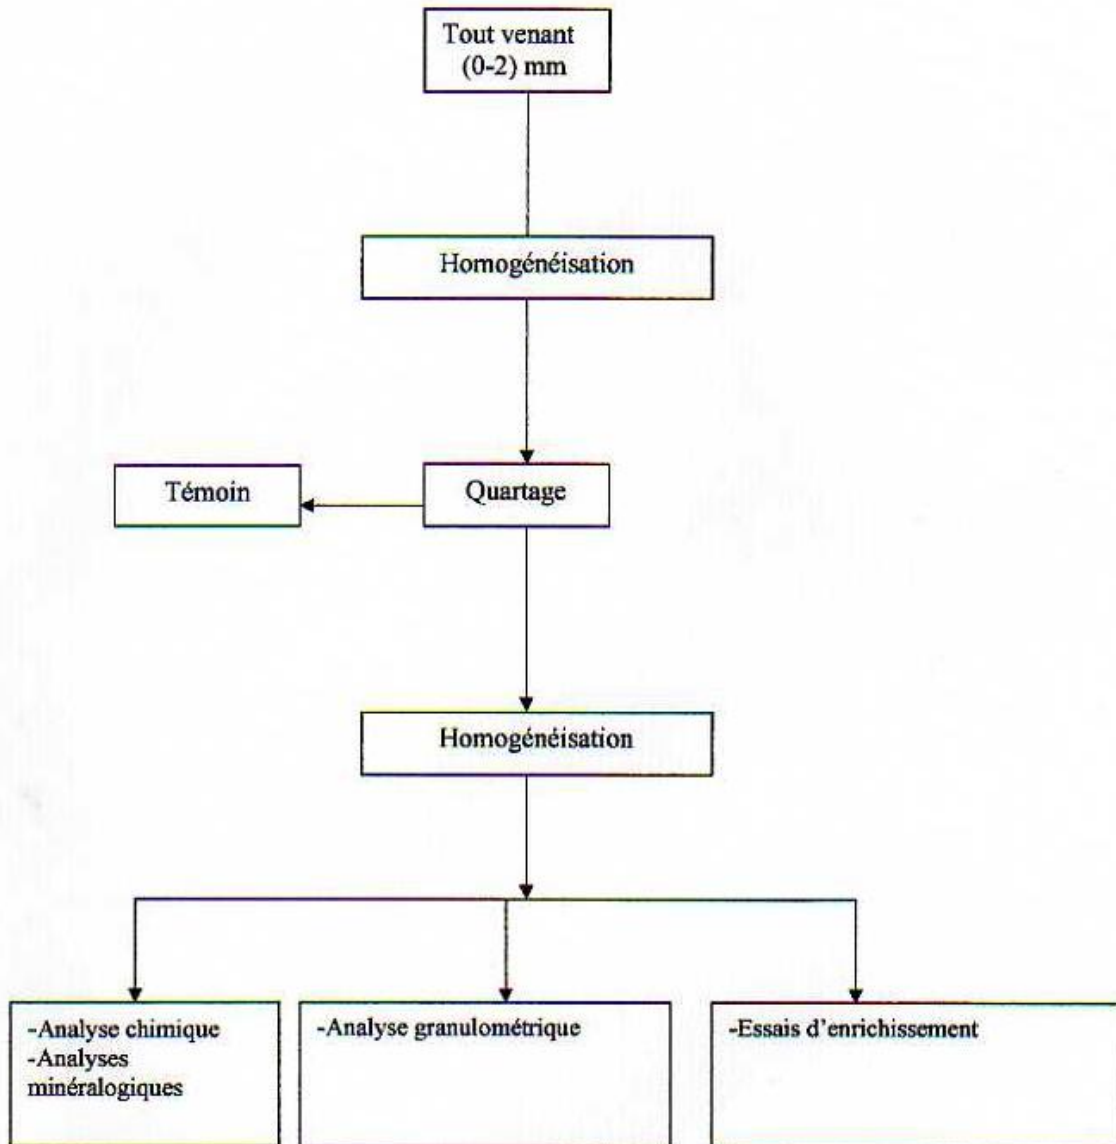 Tout venant
(0-2) mm
Homogénéisation
Témoin
Quartage
Homogénéisation
-Analyse chimique
-Analyses
minéralogiques
-Analyse granulométrique
-Essais d'enrichissement